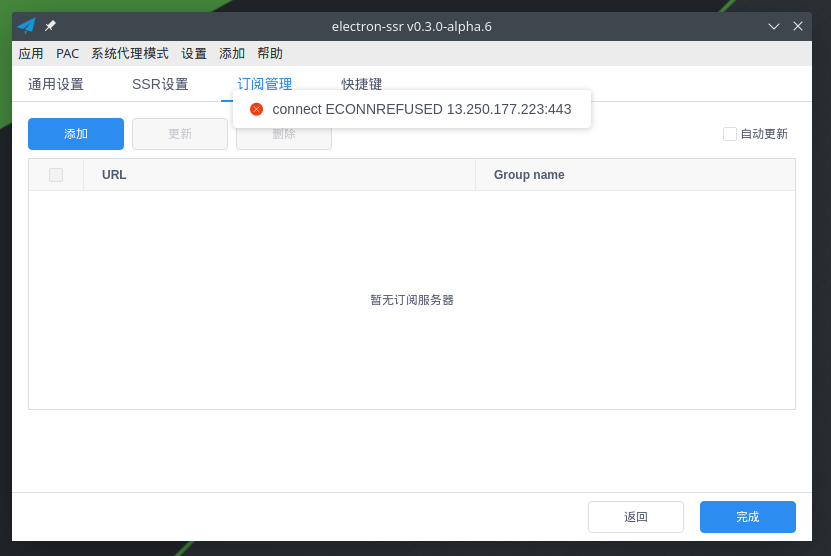 electron-ssr v0.3.0-alpha.6
应用 PAC 系统代理模式 设置 添加 帮助
通用设置 SSR设置 订阅管理 快捷键
connect ECONNREFUSED 13.250.177.223:443
添加 更新 删除 自动更新
URL Group name
暂无订阅服务器
返回 完成